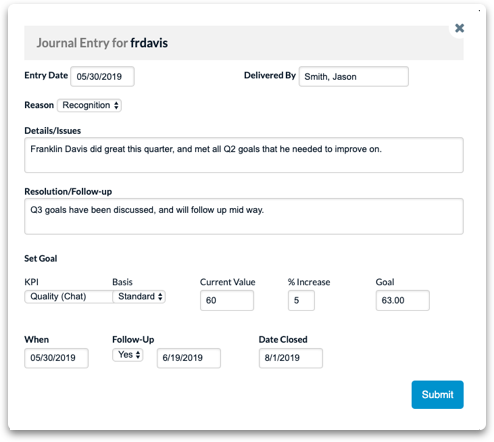 Journal Entry for frdavis
Entry Date 05/30/2019 Delivered By Smith, Jason
Reason Recognition
Details/Issues
Franklin Davis did great this quarter, and met all Q2 goals that he needed to improve on.
Resolution/Follow-up
Q3 goals have been discussed, and will follow up mid way.
Set Goal
KPI Basis Current Value % Increase Goal
Quality (Chat) Standard 60 5 63.00
When Follow-Up Date Closed
05/30/2019 Yes 6/19/2019 8/1/2019
Submit